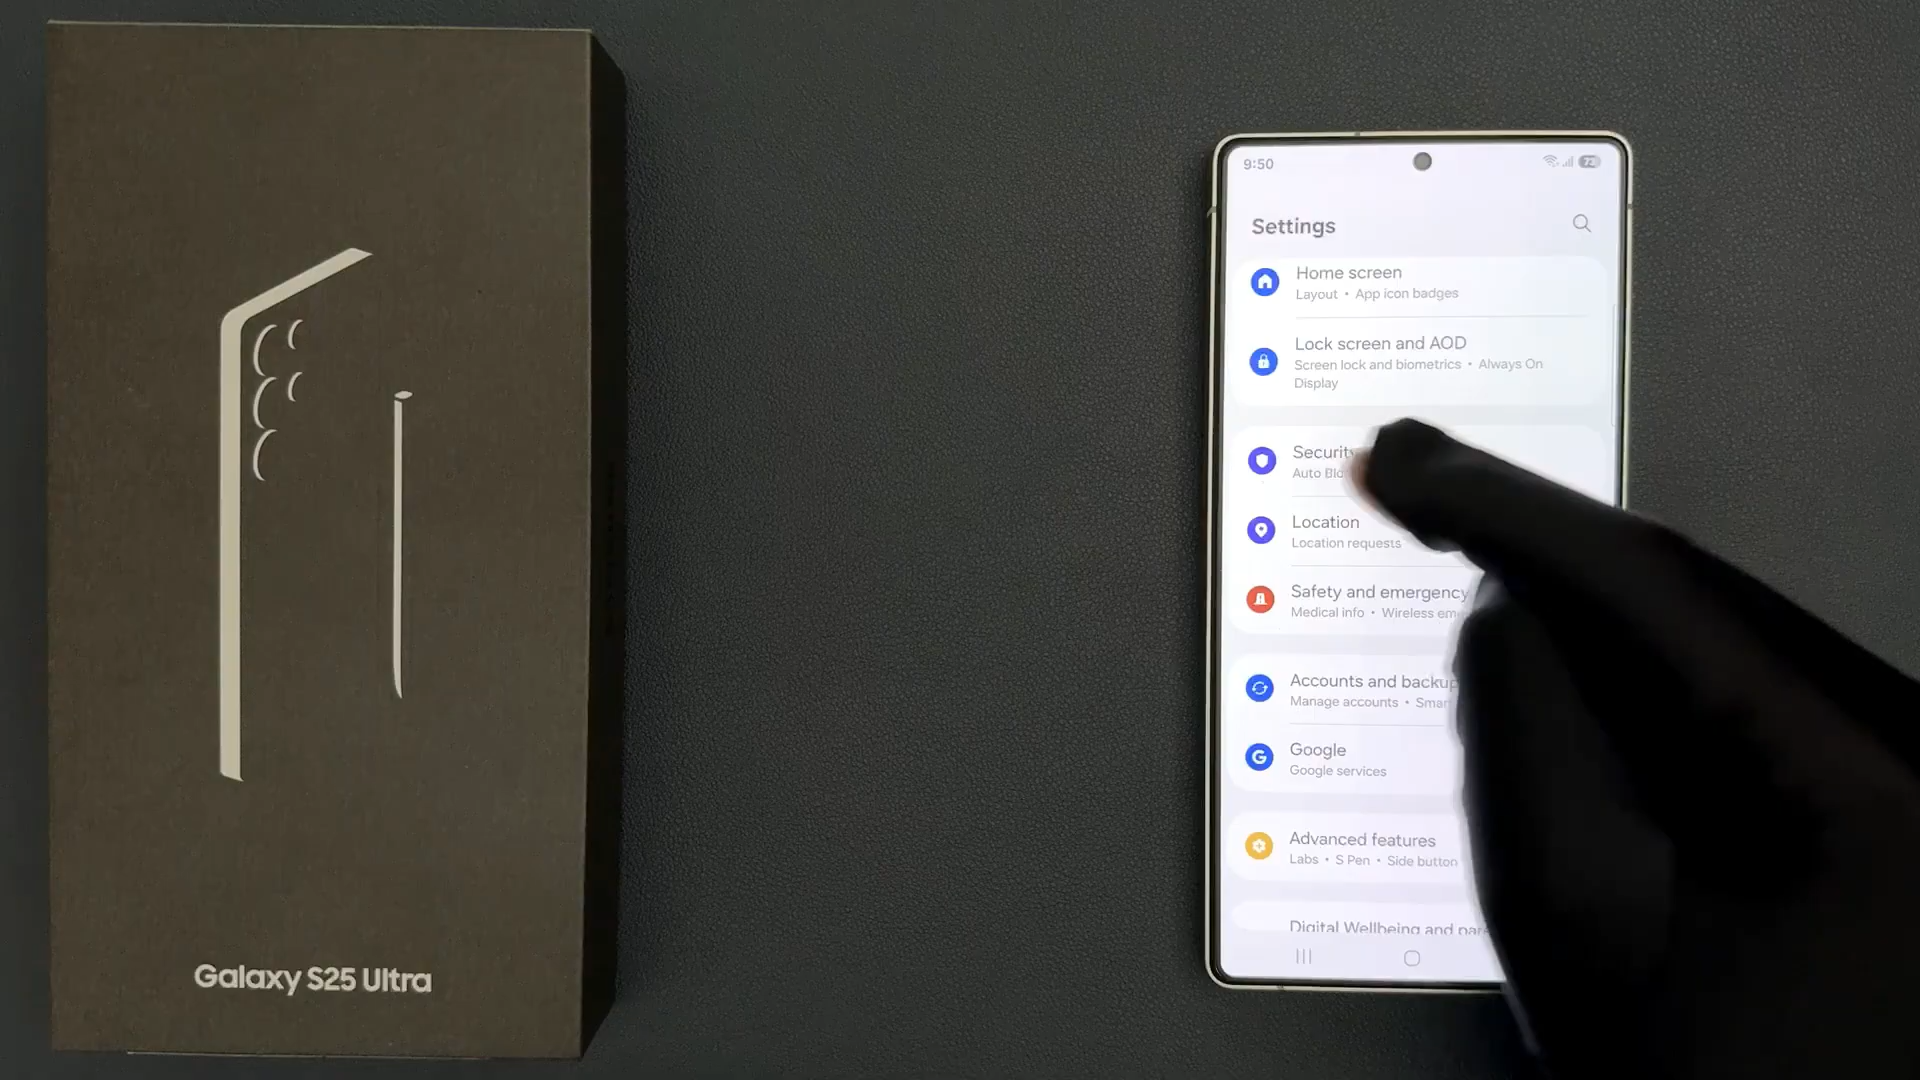 Galaxy S25 Ultra
9:50
73
Settings
Home screen
Layout • App icon badges
Lock screen and AOD
Screen lock and biometrics • Always On
Display
Auto
Location
Location requests
Safety and emergency
Medical info • Wireless
Accounts and backup
Manage accounts •
Google
Google services
Advanced features
Labs • S Pen • Side button
Digital Wellbeing and